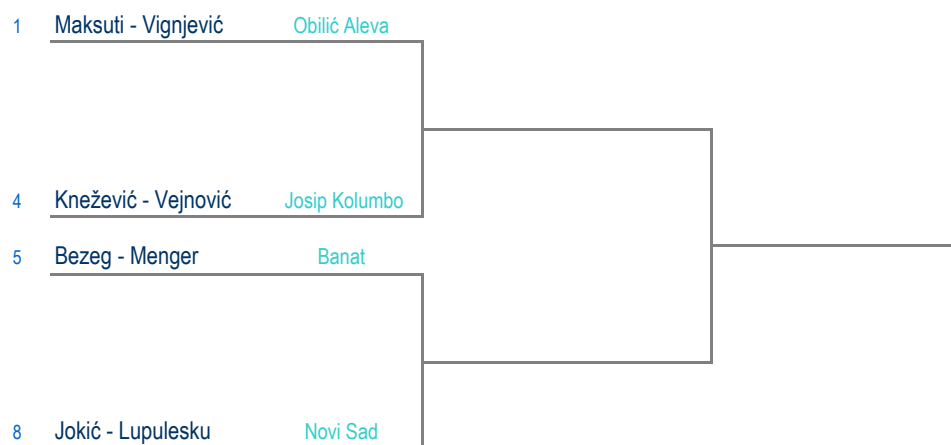 1 Maksuti - Vignjević Obilić Aleva
4 Knežević - Vejnović Josip Kolumbo
5 Bezeg - Menger Banat
8 Jokić - Lupulesku Novi Sad